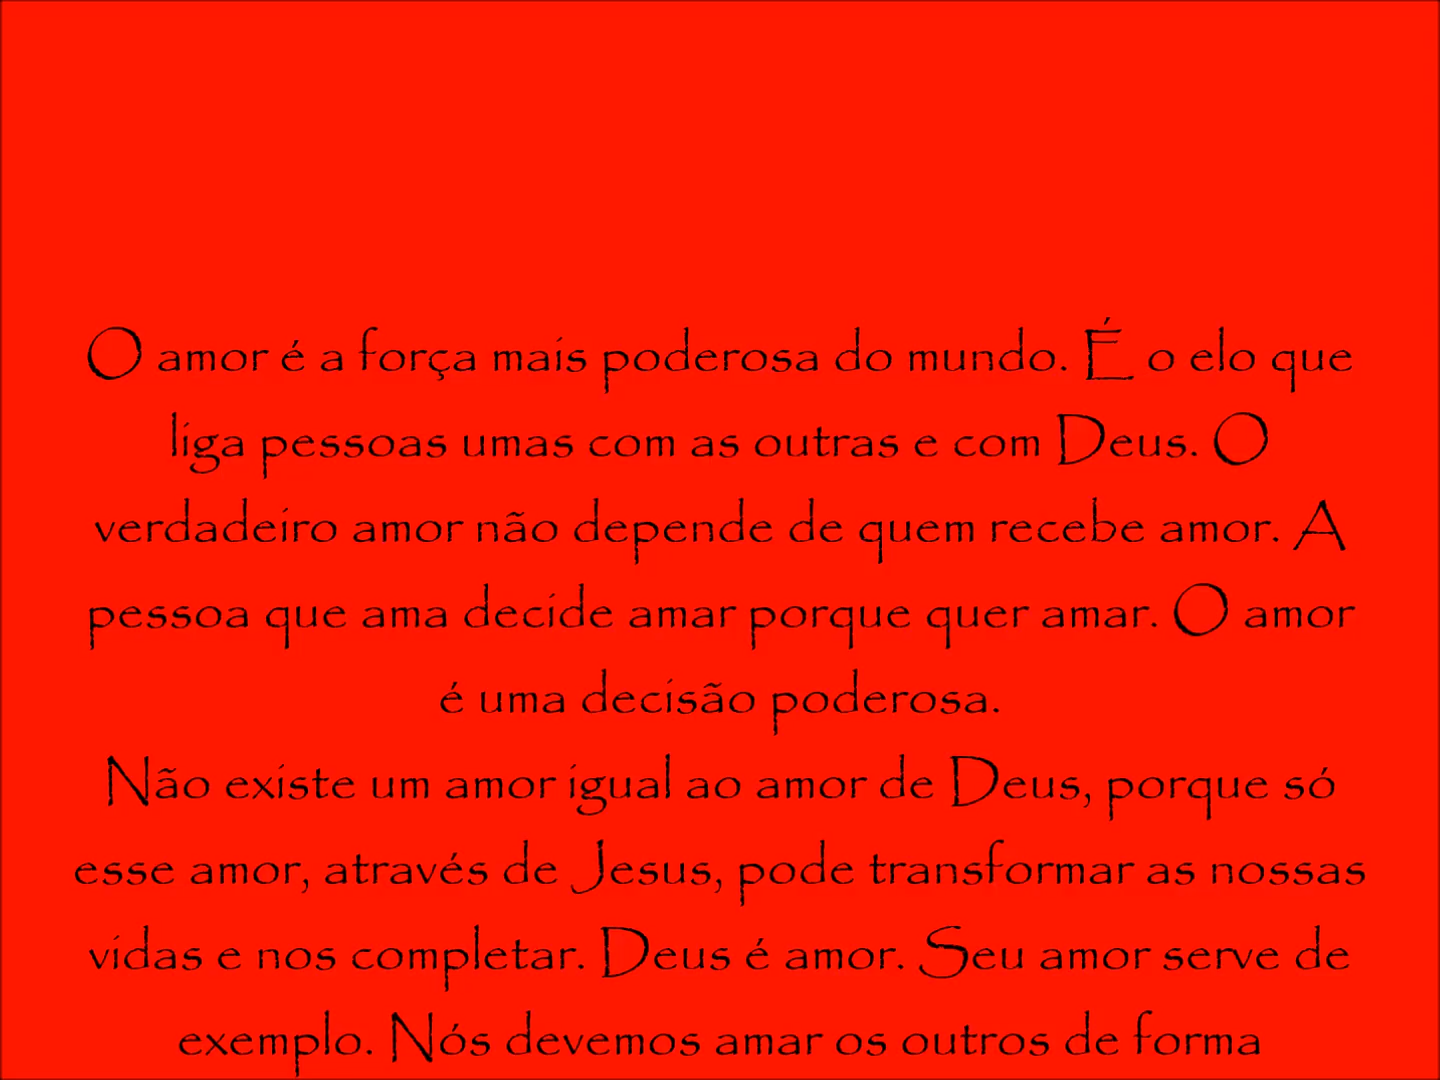 O amor é a força mais poderosa do mundo. É o elo que
liga pessoas umas com as outras e com Deus. O
verdadeiro amor não depende de quem recebe amor. A
pessoa que ama decide amar porque quer amar. O amor
é uma decisão poderosa.
Não existe um amor igual ao amor de Deus, porque só
esse amor, através de Jesus, pode transformar as nossas
vidas e nos completar. Deus é amor. Seu amor serve de
exemplo. Nós devemos amar os outros de forma